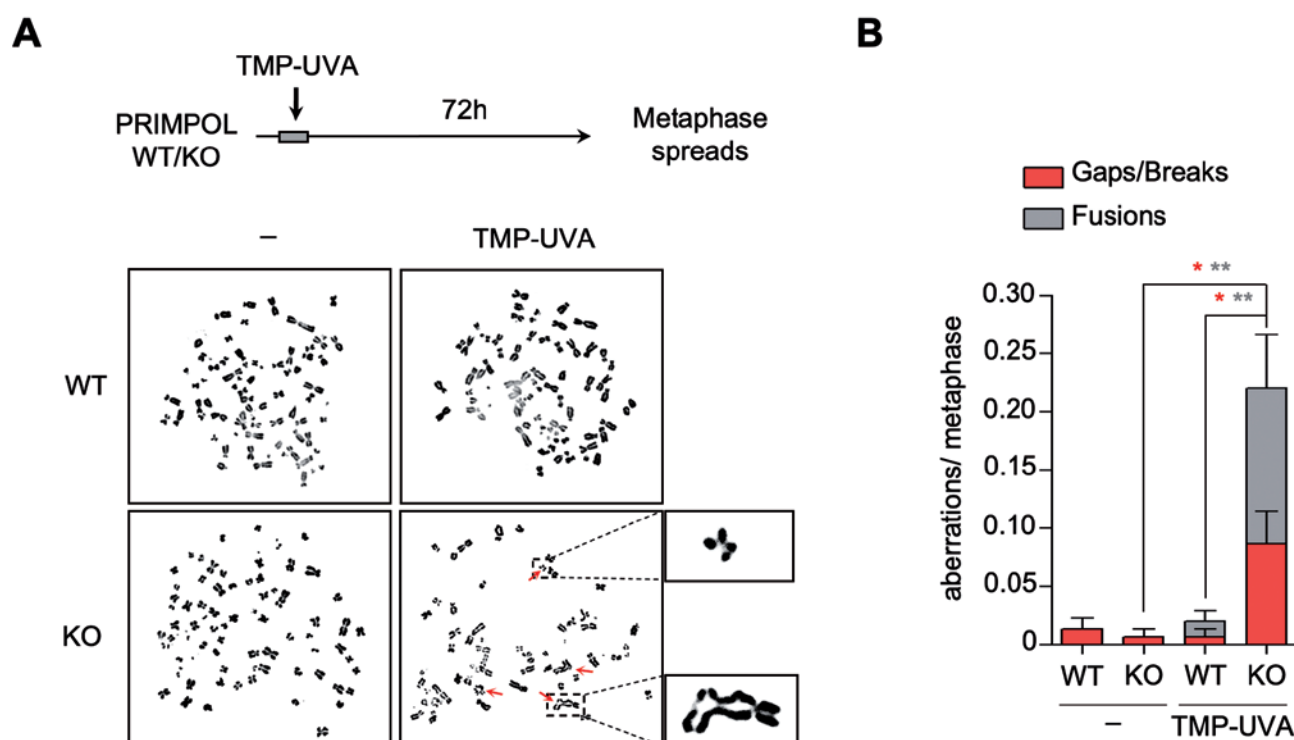 A
TMP-UVA
72h
PRIMPOL
WT/KO
Metaphase
spreads
–
TMP-UVA
WT
KO
B
Gaps/Breaks
Fusions
* **
* **
aberrations/ metaphase
0.30
0.25
0.20
0.15
0.10
0.05
0
WT KO WT KO
– TMP-UVA